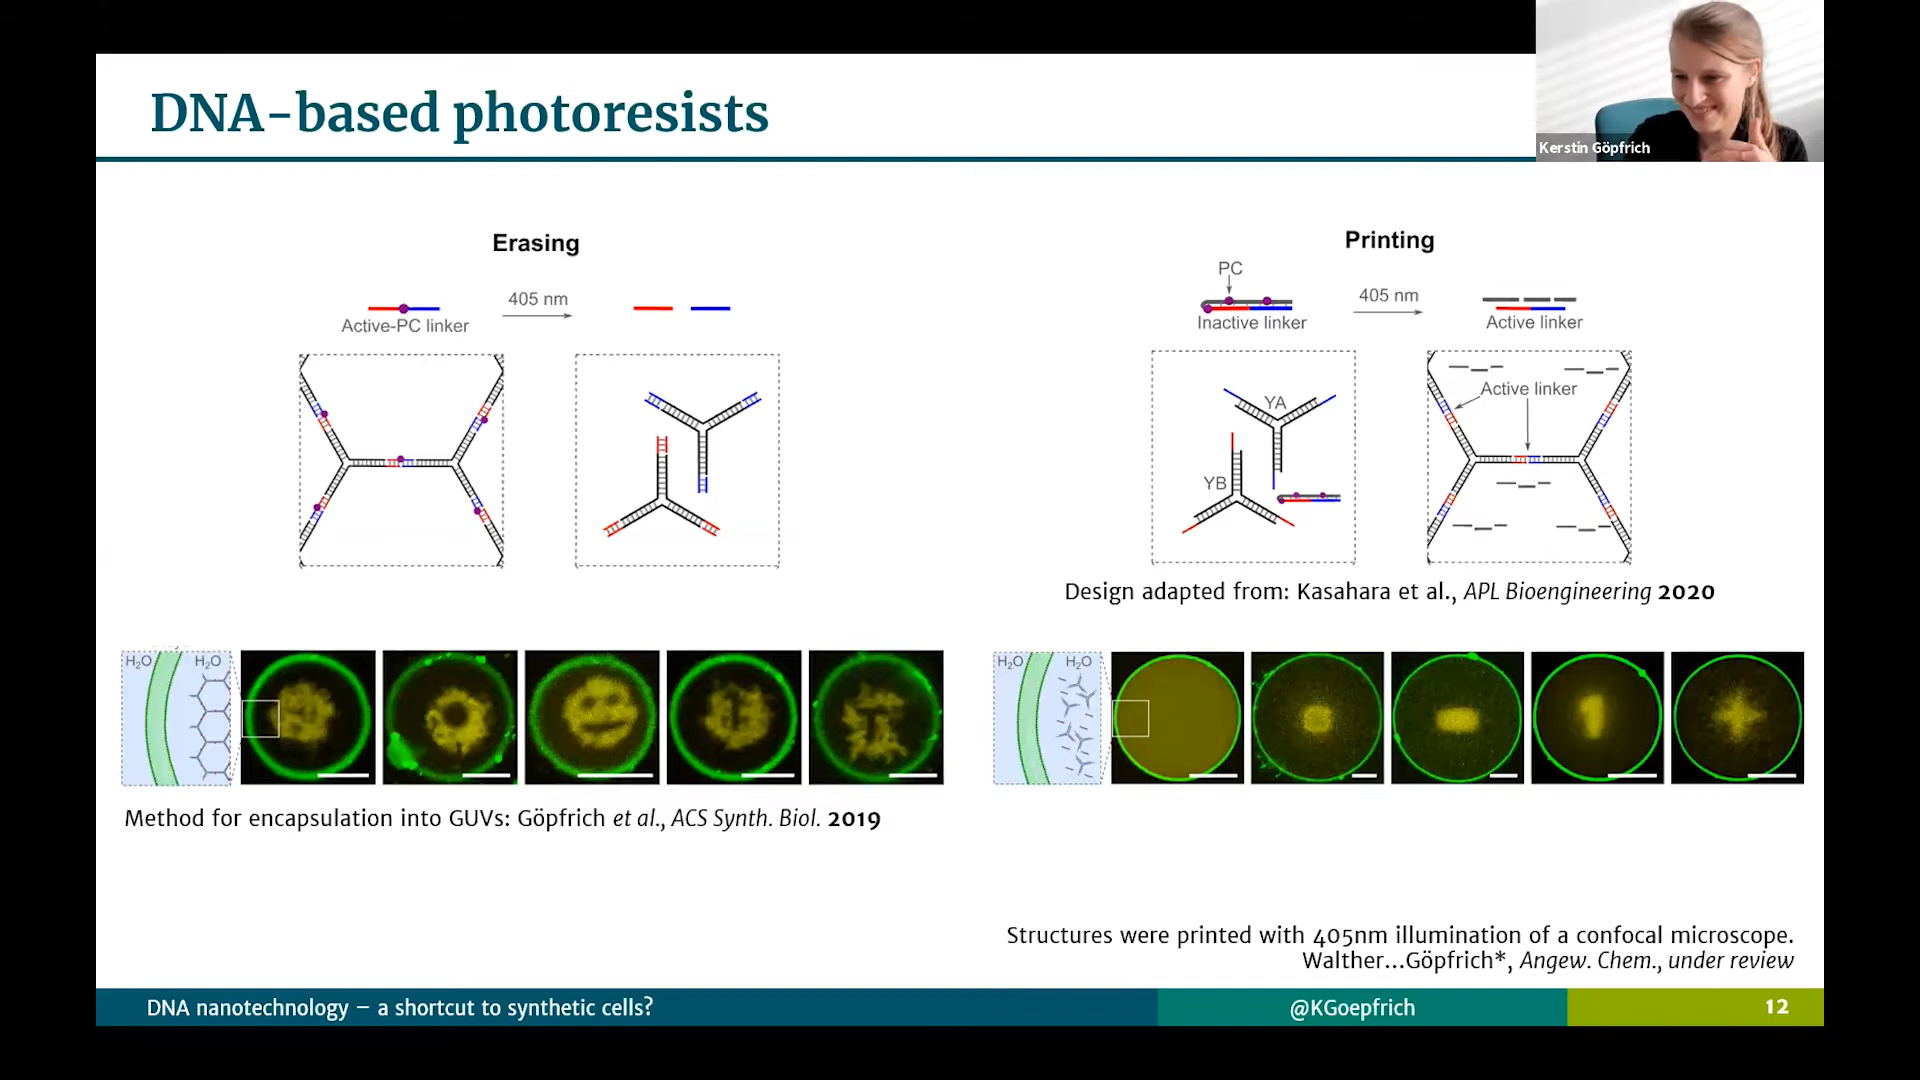 DNA-based photoresists
Kerstin Göpfrich
Erasing
405 nm
Active-PC linker
Printing
PC
405 nm
Inactive linker
Active linker
YA
YB
Active linker
Design adapted from: Kasahara et al., APL Bioengineering 2020
H₂O H₂O
H₂O H₂O
Method for encapsulation into GUVs: Göpfrich et al., ACS Synth. Biol. 2019
Structures were printed with 405nm illumination of a confocal microscope.
Walther...Göpfrich*, Angew. Chem., under review
DNA nanotechnology – a shortcut to synthetic cells?
@KGoepfrich
12